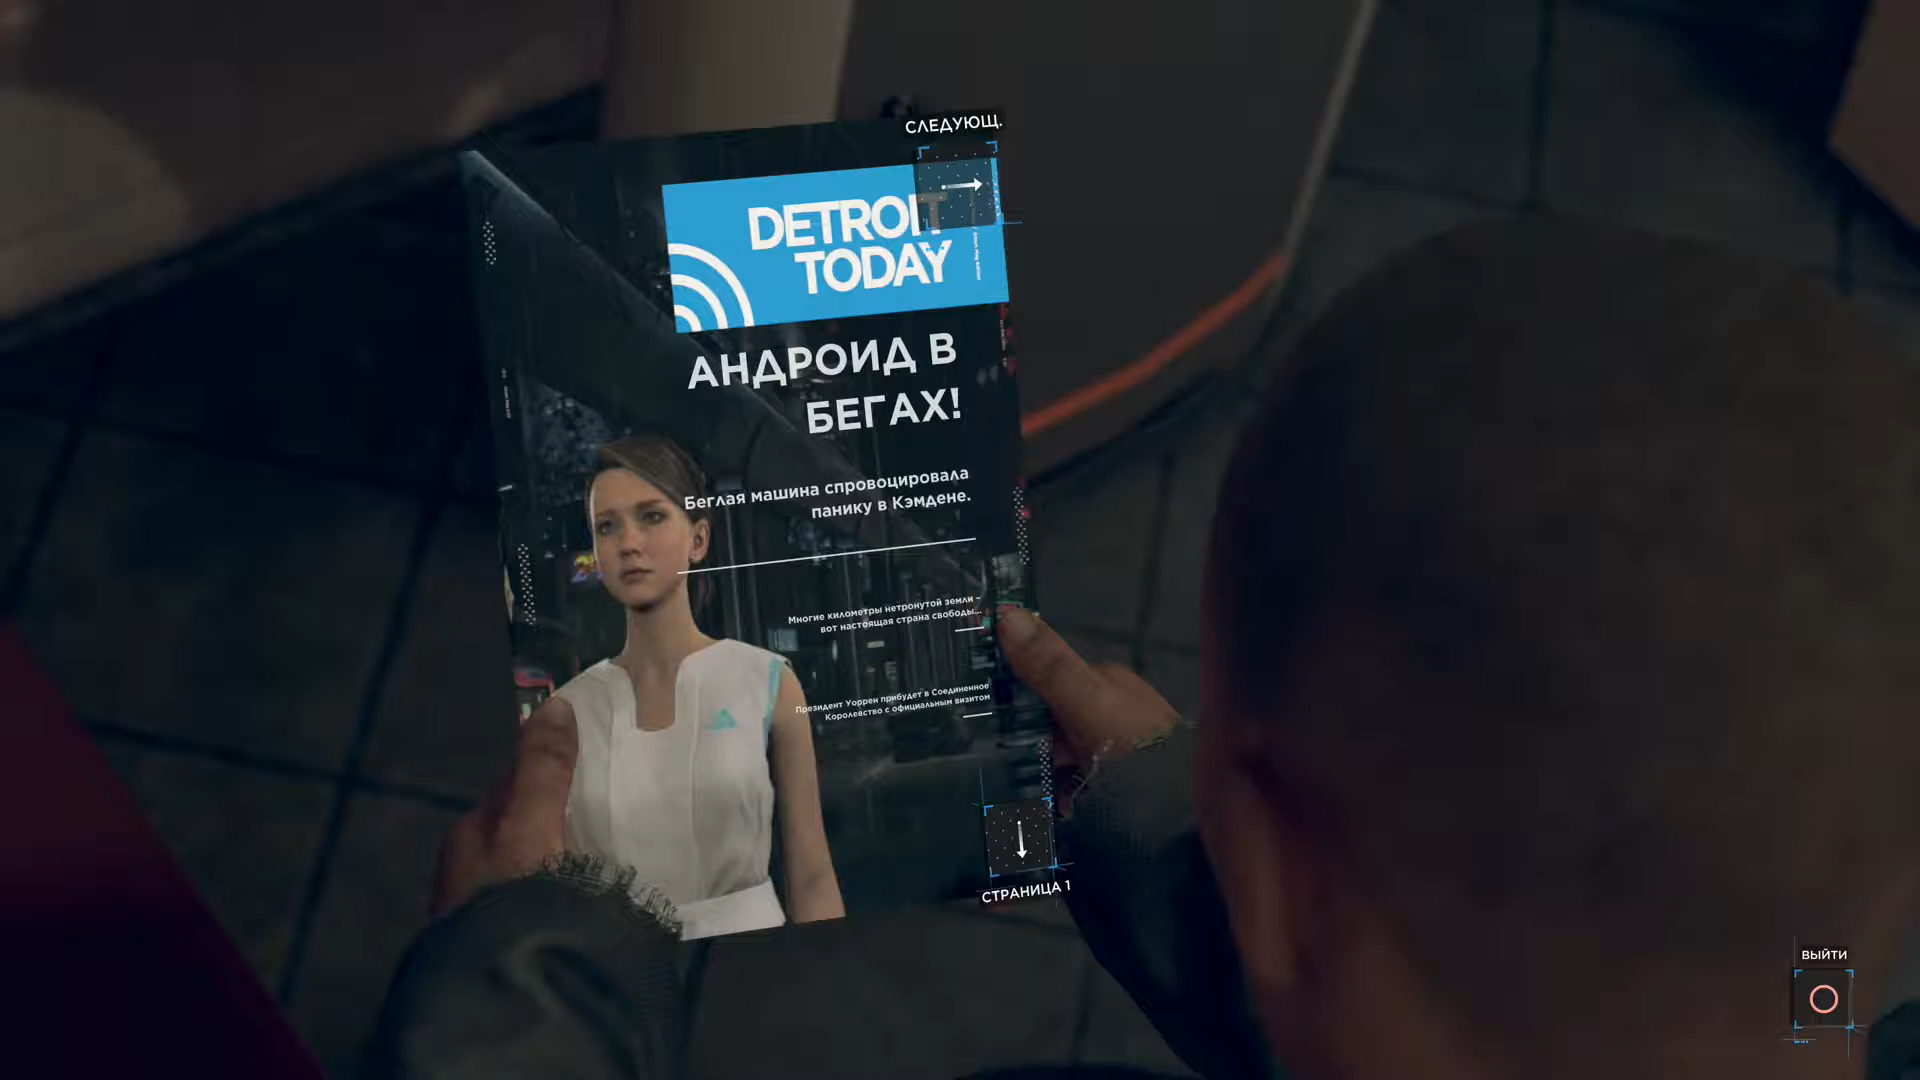 СЛЕДУЮЩ.
DETROIT
TODAY
АНДРОИД В
БЕГАХ!
Беглая машина спровоцировала
панику в Кэмдене.
Многие километры нетронутой земли –
вот настоящая страна свободы...
Президент Уоррен прибудет в Соединенное
Королевство с официальным визитом
СТРАНИЦА 1
ВЫЙТИ